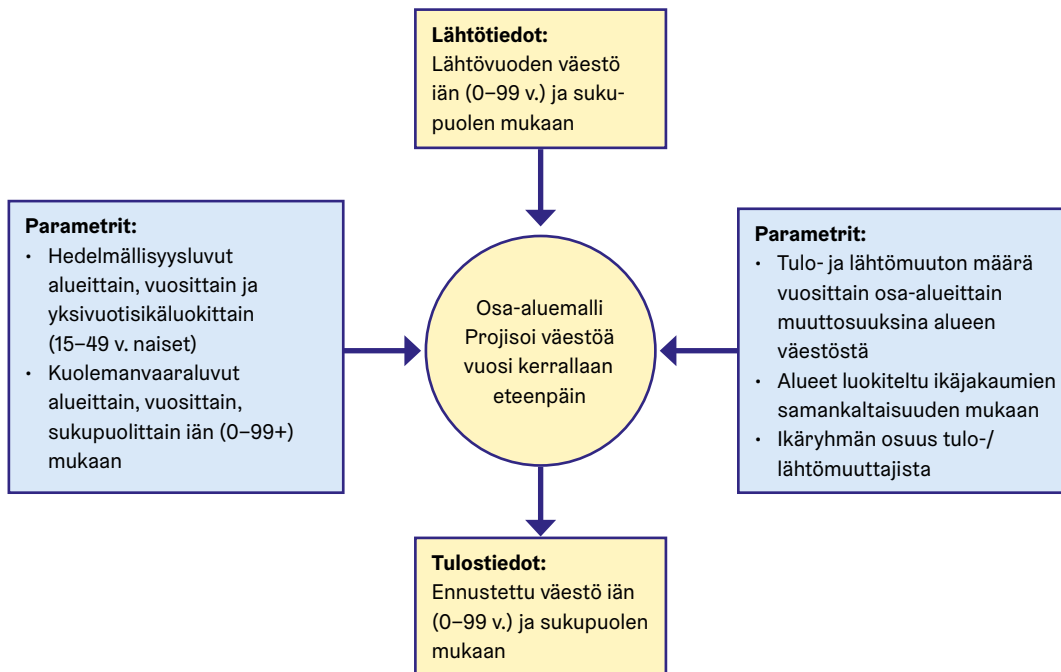 Lähtötiedot:
Lähtövuoden väestö
iän (0–99 v.) ja suku-
puolen mukaan
Parametrit:
• Hedelmällisyysluvut
alueittain, vuosittain ja
yksivuotisikäluokittain
(15–49 v. naiset)
• Kuolemanvaaraluvut
alueittain, vuosittain,
sukupuolittain iän (0–99+)
mukaan
Osa-aluemalli
Projisoi väestöä
vuosi kerrallaan
eteenpäin
Parametrit:
• Tulo- ja lähtömuuton määrä
vuosittain osa-alueittain
muuttosuuksina alueen
väestöstä
• Alueet luokiteltu ikäjakaumien
samankaltaisuuden mukaan
• Ikäryhmän osuus tulo-/
lähtömuuttajista
Tulostiedot:
Ennustettu väestö iän
(0–99 v.) ja sukupuolen
mukaan